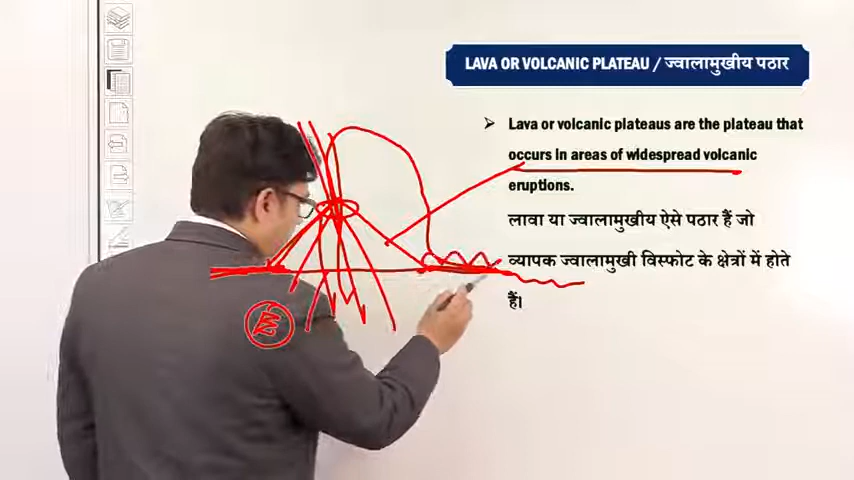 LAVA OR VOLCANIC PLATEAU / ज्वालामुखीय पठार
➢ Lava or volcanic plateaus are the plateau that
occurs in areas of widespread volcanic
eruptions.
लावा या ज्वालामुखीय ऐसे पठार हैं जो
व्यापक ज्वालामुखी विस्फोट के क्षेत्रों में होते
हैं।